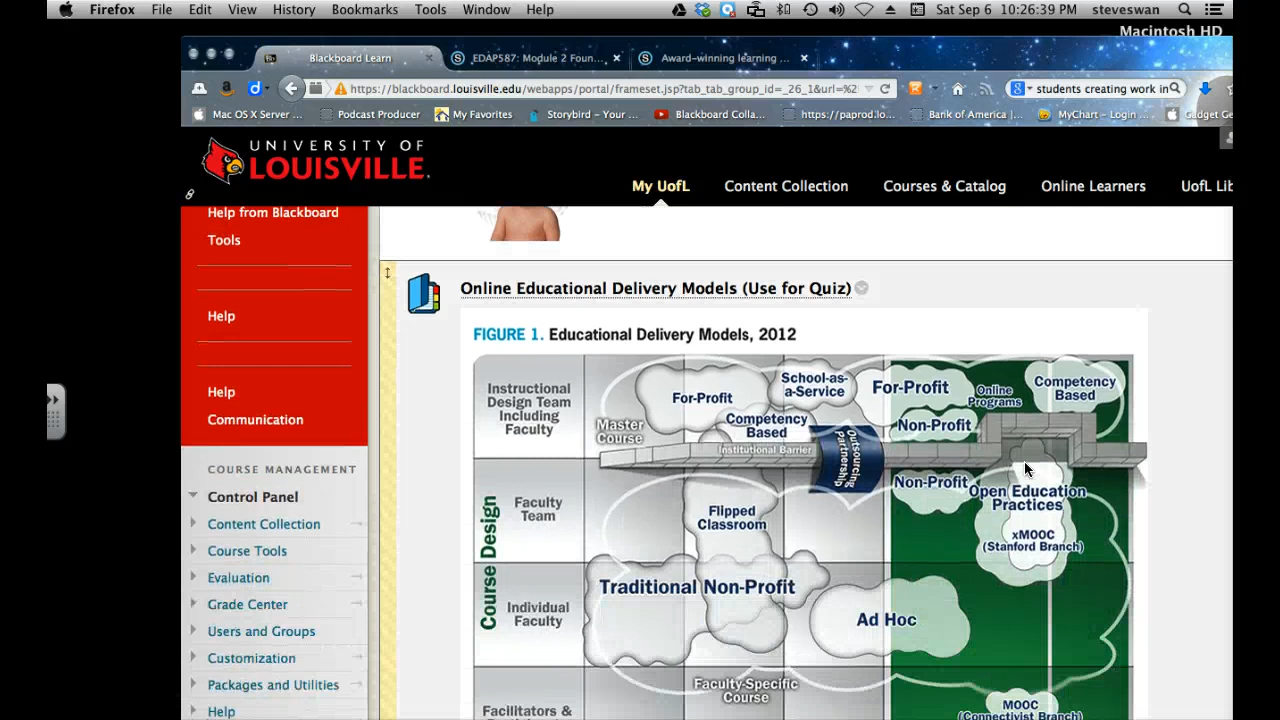 Firefox File Edit View History Bookmarks Tools Window Help Sat Sep 6 10:26:39 PM steveswan
Macintosh HD
Blackboard Learn EDAP587: Module 2 Foun... Award-winning learning ...
https://blackboard.louisville.edu/webapps/portal/frameset.jsp?tab_tab_group_id=_26_1&url=%2 students creating work in
Mac OS X Server ... Podcast Producer My Favorites Storybird - Your ... Blackboard Colla... https://paprod.lo... Bank of America |... MyChart - Login ... Gadget Ge
UNIVERSITY OF
LOUISVILLE.
My UofL Content Collection Courses & Catalog Online Learners UofL Lib
Help from Blackboard
Tools
Help
Help
Communication
COURSE MANAGEMENT
Control Panel
Content Collection
Course Tools
Evaluation
Grade Center
Users and Groups
Customization
Packages and Utilities
Help
Online Educational Delivery Models (Use for Quiz)
FIGURE 1. Educational Delivery Models, 2012
Course Design
Instructional
Design Team
Including
Faculty
Faculty
Team
Individual
Faculty
Facilitators &
Master
Course
For-Profit
School-as-
a-Service
For-Profit
Online
Programs
Competency
Based
Competency
Based
Non-Profit
Institutional Barrier
Outsourcing
Partnership
Non-Profit
Open Education
Practices
xMOOC
(Stanford Branch)
Flipped
Classroom
Traditional Non-Profit
Ad Hoc
Faculty-Specific
Course
MOOC
(Connectivist Branch)